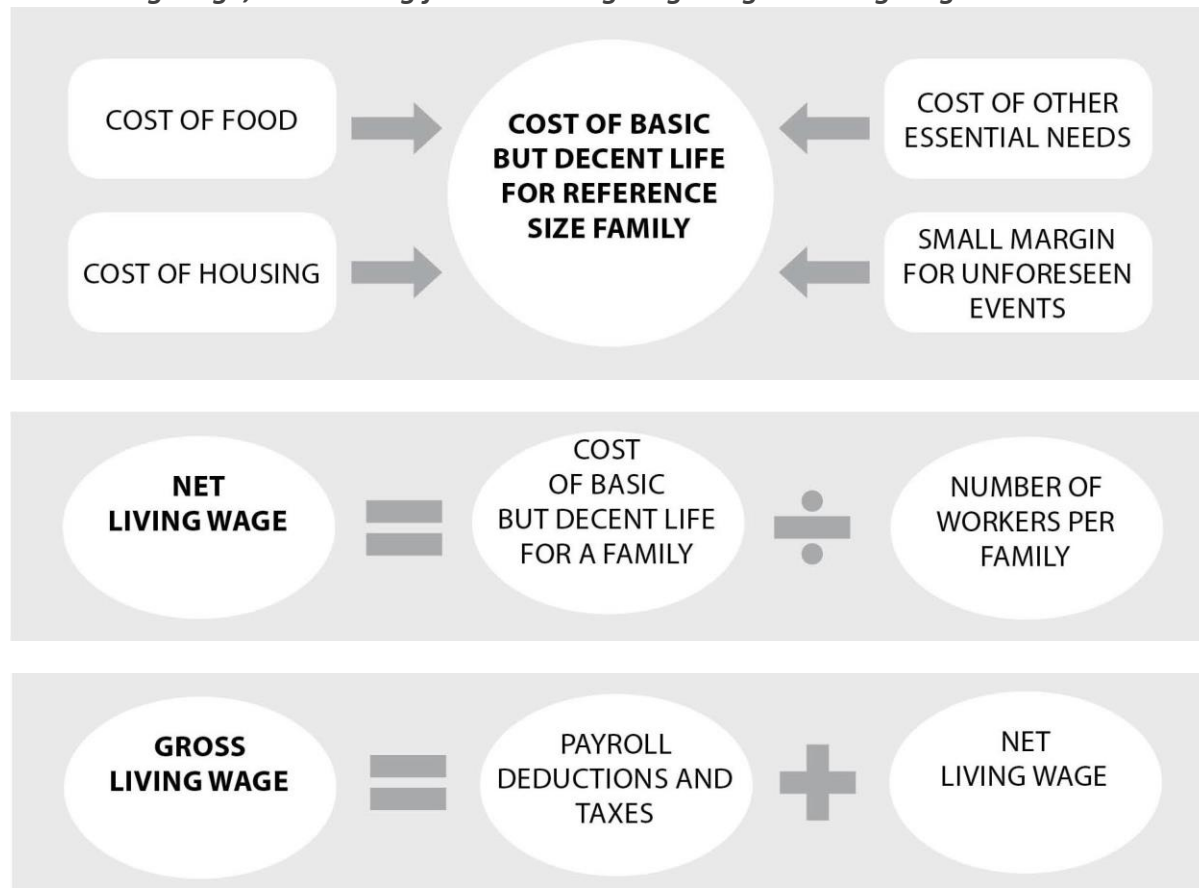 COST OF FOOD
COST OF HOUSING
COST OF BASIC
BUT DECENT LIFE
FOR REFERENCE
SIZE FAMILY
COST OF OTHER
ESSENTIAL NEEDS
SMALL MARGIN
FOR UNFORESEEN
EVENTS
NET
LIVING WAGE
=
COST
OF BASIC
BUT DECENT LIFE
FOR A FAMILY
÷
NUMBER OF
WORKERS PER
FAMILY
GROSS
LIVING WAGE
=
PAYROLL
DEDUCTIONS AND
TAXES
+
NET
LIVING WAGE